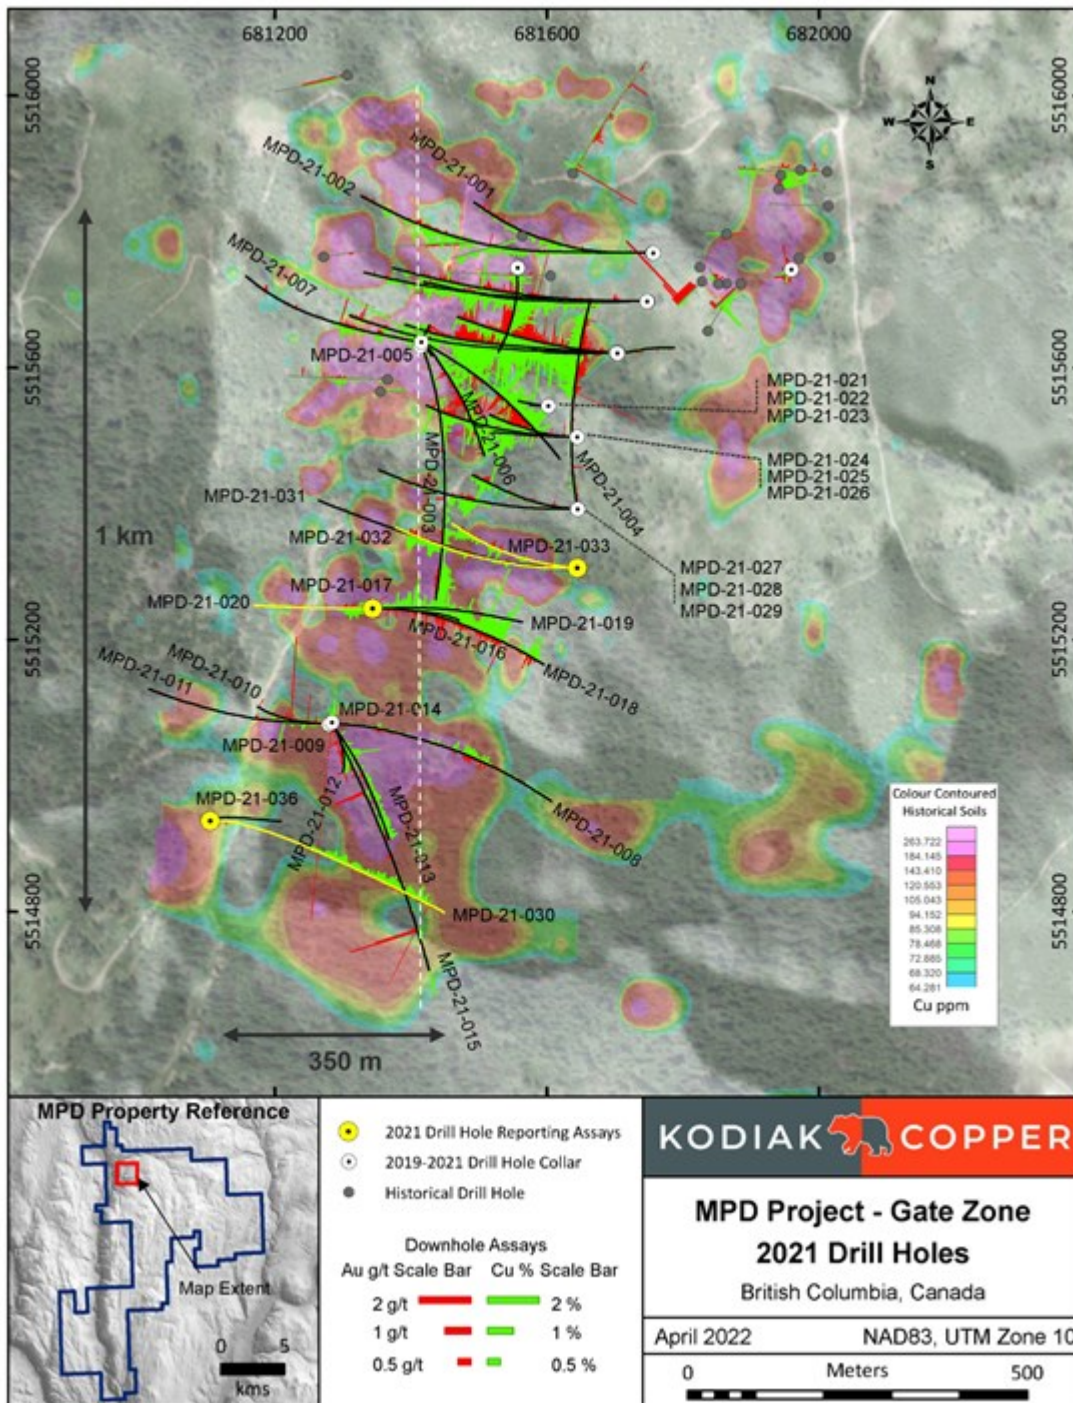 681200
681600
682000
5516000
5516000
N
W
E
S
MPD-21-001
MPD-21-002
MPD-21-007
MPD-21-005
5515600
5515600
MPD-21-021
MPD-21-022
MPD-21-023
MPD-21-006
MPD-21-003
MPD-21-004
MPD-21-024
MPD-21-025
MPD-21-026
MPD-21-031
MPD-21-032
MPD-21-033
1 km
MPD-21-027
MPD-21-028
MPD-21-029
MPD-21-017
MPD-21-020
MPD-21-016
MPD-21-019
5515200
5515200
MPD-21-018
MPD-21-010
MPD-21-011
MPD-21-014
MPD-21-009
MPD-21-012
MPD-21-013
MPD-21-008
MPD-21-036
MPD-21-030
5514800
5514800
MPD-21-015
350 m
Colour Contoured
Historical Soils
263.722
184.145
143.410
120.553
105.043
94.152
85.308
78.468
72.885
68.320
64.281
Cu ppm
MPD Property Reference
Map Extent
0 5
kms
2021 Drill Hole Reporting Assays
2019-2021 Drill Hole Collar
Historical Drill Hole
Downhole Assays
Au g/t Scale Bar Cu % Scale Bar
2 g/t 2 %
1 g/t 1 %
0.5 g/t 0.5 %
KODIAK COPPER
MPD Project - Gate Zone
2021 Drill Holes
British Columbia, Canada
April 2022 NAD83, UTM Zone 10
0 Meters 500